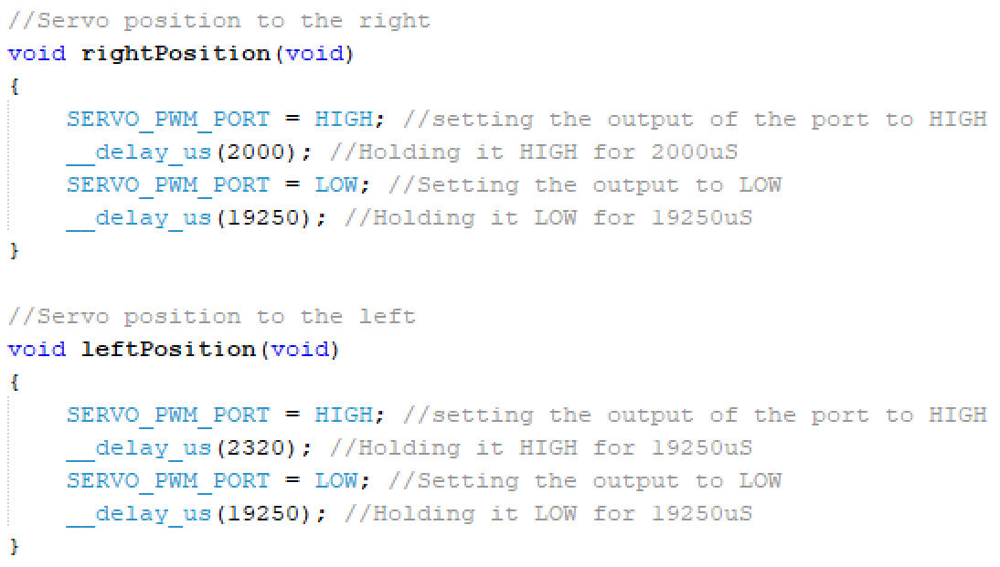 //Servo position to the right
void rightPosition(void)
{
    SERVO_PWM_PORT = HIGH; //setting the output of the port to HIGH
    __delay_us(2000); //Holding it HIGH for 2000uS
    SERVO_PWM_PORT = LOW; //Setting the output to LOW
    __delay_us(19250); //Holding it LOW for 19250uS
}

//Servo position to the left
void leftPosition(void)
{
    SERVO_PWM_PORT = HIGH; //setting the output of the port to HIGH
    __delay_us(2320); //Holding it HIGH for 19250uS
    SERVO_PWM_PORT = LOW; //Setting the output to LOW
    __delay_us(19250); //Holding it LOW for 19250uS
}